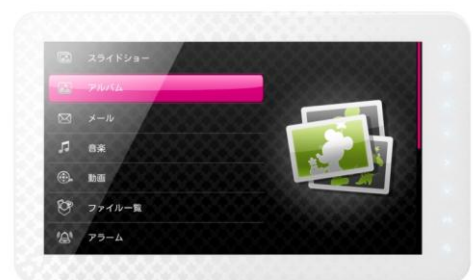 スライドショー
アルバム
メール
音楽
動画
ファイル一覧
アラーム